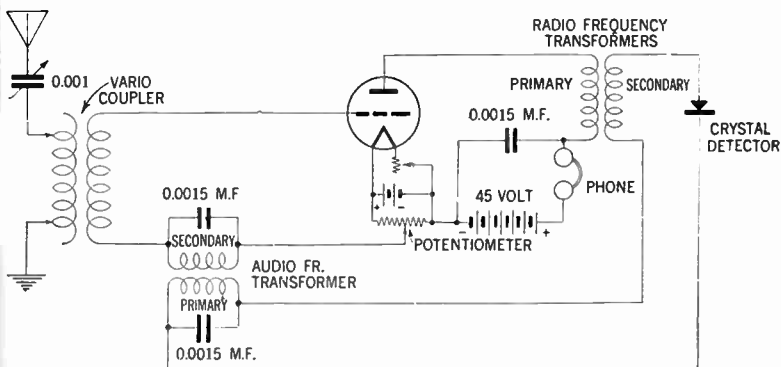 RADIO FREQUENCY
TRANSFORMERS
0.001
VARIO
COUPLER
PRIMARY
SECONDARY
0.0015 M.F.
CRYSTAL
DETECTOR
PHONE
0.0015 M.F
45 VOLT
+ -
- +
POTENTIOMETER
SECONDARY
AUDIO FR.
TRANSFORMER
PRIMARY
0.0015 M.F.